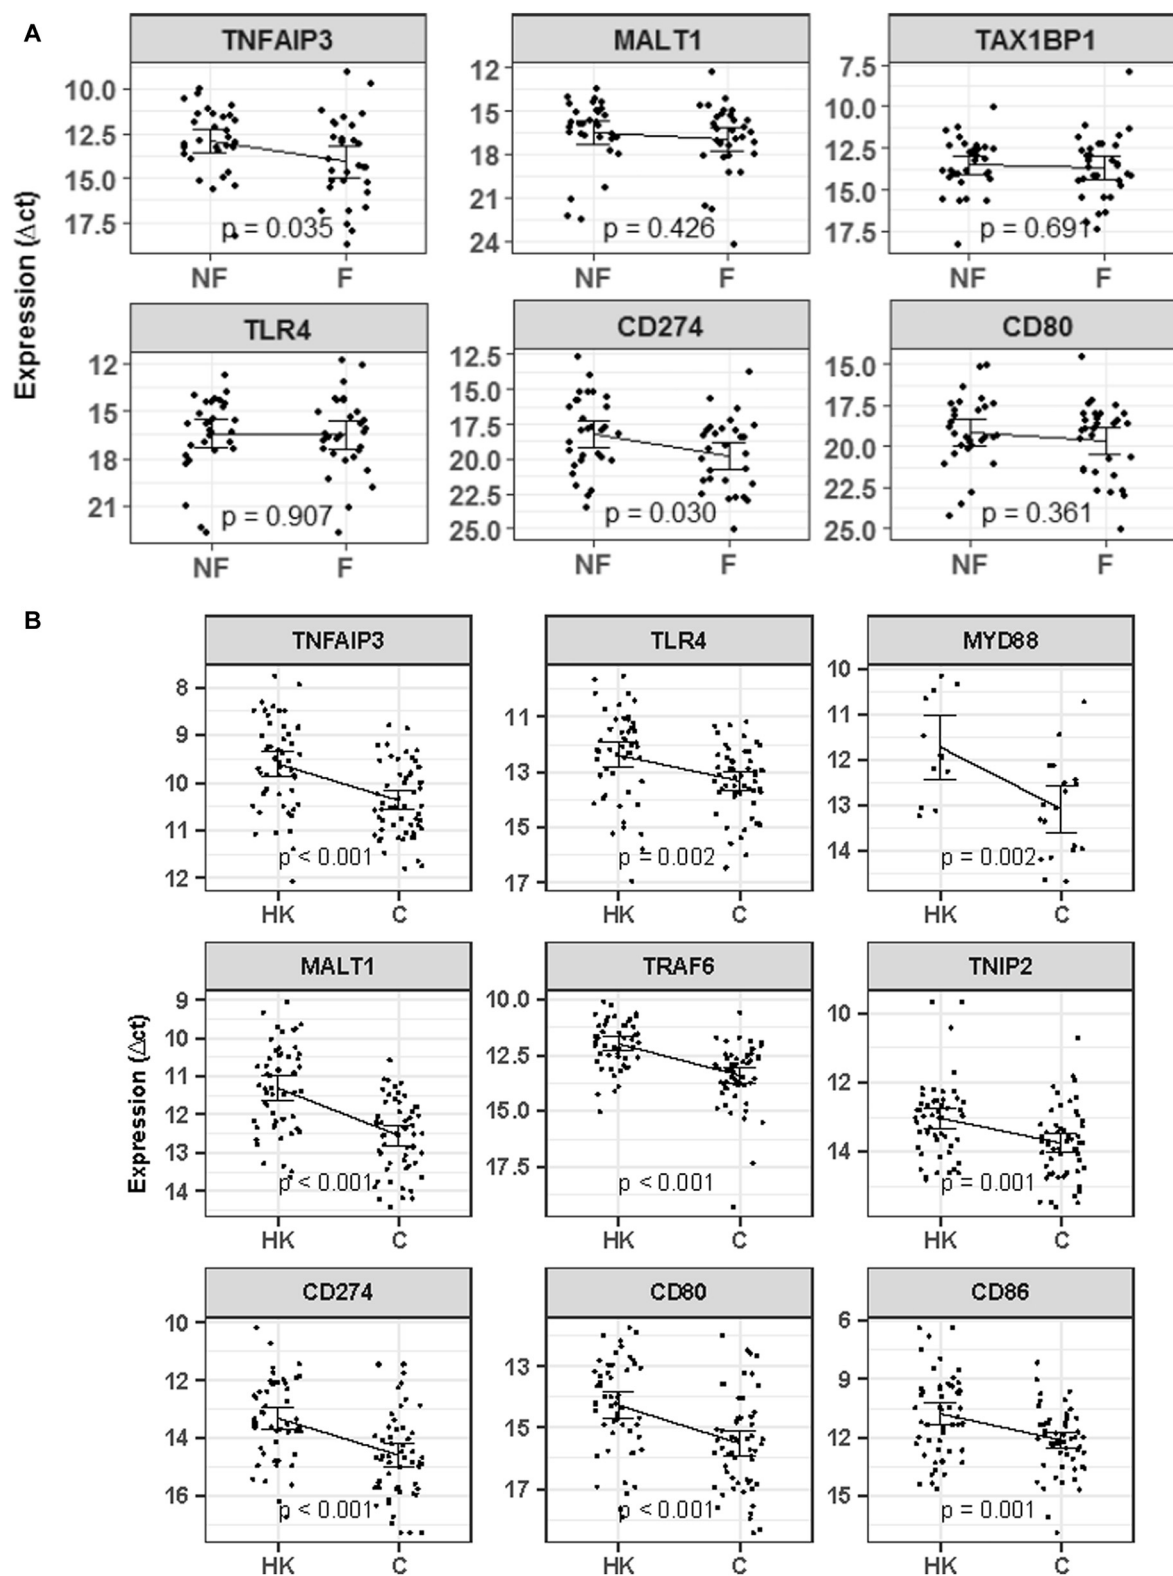 A
TNFAIP3 MALT1 TAX1BP1
Expression (Δct)
10.0 12.5 15.0 17.5
p = 0.035
NF F
12 15 18 21 24
p = 0.426
NF F
7.5 10.0 12.5 15.0 17.5
p = 0.691
NF F
TLR4 CD274 CD80
12 15 18 21
p = 0.907
NF F
12.5 15.0 17.5 20.0 22.5 25.0
p = 0.030
NF F
15.0 17.5 20.0 22.5 25.0
p = 0.361
NF F
B
TNFAIP3 TLR4 MYD88
8 9 10 11 12
p < 0.001
HK C
11 13 15 17
p = 0.002
HK C
10 11 12 13 14
p = 0.002
HK C
Expression (Δct)
MALT1 TRAF6 TNIP2
9 10 11 12 13 14
p < 0.001
HK C
10.0 12.5 15.0 17.5
p < 0.001
HK C
10 12 14
p = 0.001
HK C
CD274 CD80 CD86
10 12 14 16
p < 0.001
HK C
13 15 17
p < 0.001
HK C
6 9 12 15
p = 0.001
HK C